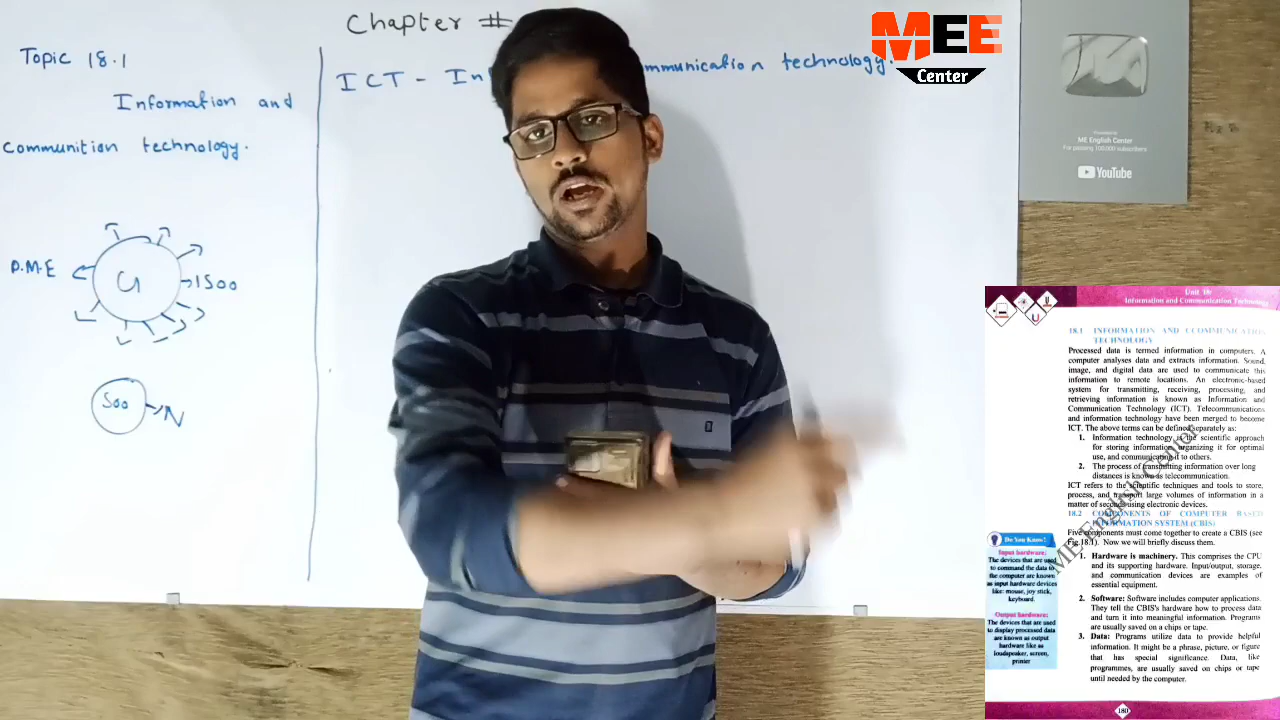 Chapter #
Topic 18.1
Information and
Communition technology.
ICT - In
mmunication technology.
D.M.E
G
1500
500
N
MEE
Center
ME English Center
For passing 100,000 subscribers
YouTube
Unit 18:
Information and Communication Technology
18.1 INFORMATION AND CCOMMUNICATION
TECHNOLOGY
Processed data is termed information in computers. A
computer analyses data and extracts information. Sound,
image, and digital data are used to communicate this
information to remote locations. An electronic-based
system for transmitting, receiving, processing, and
retrieving information is known as Information and
Communication Technology (ICT). Telecommunications
and information technology have been merged to become
ICT. The above terms can be defined separately as:
1. Information technology is the scientific approach
for storing information, organizing it for optimal
use, and communicate it to others.
2. The process of transmitting information over long
distances is known as telecommunication.
ICT refers to the scientific techniques and tools to store,
process, and transport large volumes of information in a
matter of seconds using electronic devices.
18.2 COMPONENTS OF COMPUTER BASED
INFORMATION SYSTEM (CBIS)
Five components must come together to create a CBIS (see
Fig.18.1). Now we will briefly discuss them.
1. Hardware is machinery. This comprises the CPU
and its supporting hardware. Input/output, storage,
and communication devices are examples of
essential equipment.
2. Software: Software includes computer applications.
They tell the CBIS's hardware how to process data
and turn it into meaningful information. Programs
are usually saved on a chips or tape.
3. Data: Programs utilize data to provide helpful
information. It might be a phrase, picture, or figure
that has special significance. Data, like
programmes, are usually saved on chips or tape
until needed by the computer.
Do You Know?
Input hardware:
The devices that are used
to command the data to
the computer are known
as input hardware devices
like: mouse, joy stick,
keyboard.
Output hardware:
The devices that are used
to display processed data
are known as output
hardware like as
loudspeaker, screen,
printer
ME English Center
180